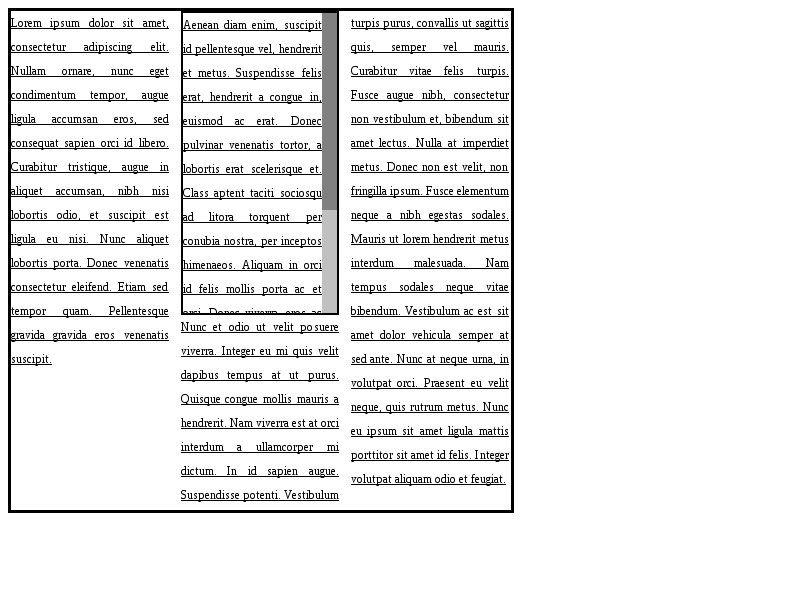 Lorem ipsum dolor sit amet,
consectetur adipiscing elit.
Nullam ornare, nunc eget
condimentum tempor, augue
ligula accumsan eros, sed
consequat sapien orci id libero.
Curabitur tristique, augue in
aliquet accumsan, nibh nisi
lobortis odio, et suscipit est
ligula eu nisi. Nunc aliquet
lobortis porta. Donec venenatis
consectetur eleifend. Etiam sed
tempor quam. Pellentesque
gravida gravida eros venenatis
suscipit.
Aenean diam enim, suscipit
id pellentesque vel, hendrerit
et metus. Suspendisse felis
erat, hendrerit a congue in,
euismod ac erat. Donec
pulvinar venenatis tortor, a
lobortis erat scelerisque et.
Class aptent taciti sociosqu
ad litora torquent per
conubia nostra, per inceptos
himenaeos. Aliquam in orci
id felis mollis porta ac et
orci. Donec viverra eros ac
Nunc et odio ut velit posuere
viverra. Integer eu mi quis velit
dapibus tempus at ut purus.
Quisque congue mollis mauris a
hendrerit. Nam viverra est at orci
interdum a ullamcorper mi
dictum. In id sapien augue.
Suspendisse potenti. Vestibulum
turpis purus, convallis ut sagittis
quis, semper vel mauris.
Curabitur vitae felis turpis.
Fusce augue nibh, consectetur
non vestibulum et, bibendum sit
amet lectus. Nulla at imperdiet
metus. Donec non est velit, non
fringilla ipsum. Fusce elementum
neque a nibh egestas sodales.
Mauris ut lorem hendrerit metus
interdum malesuada. Nam
tempus sodales neque vitae
bibendum. Vestibulum ac est sit
amet dolor vehicula semper at
sed ante. Nunc at neque urna, in
volutpat orci. Praesent eu velit
neque, quis rutrum metus. Nunc
eu ipsum sit amet ligula mattis
porttitor sit amet id felis. Integer
volutpat aliquam odio et feugiat.